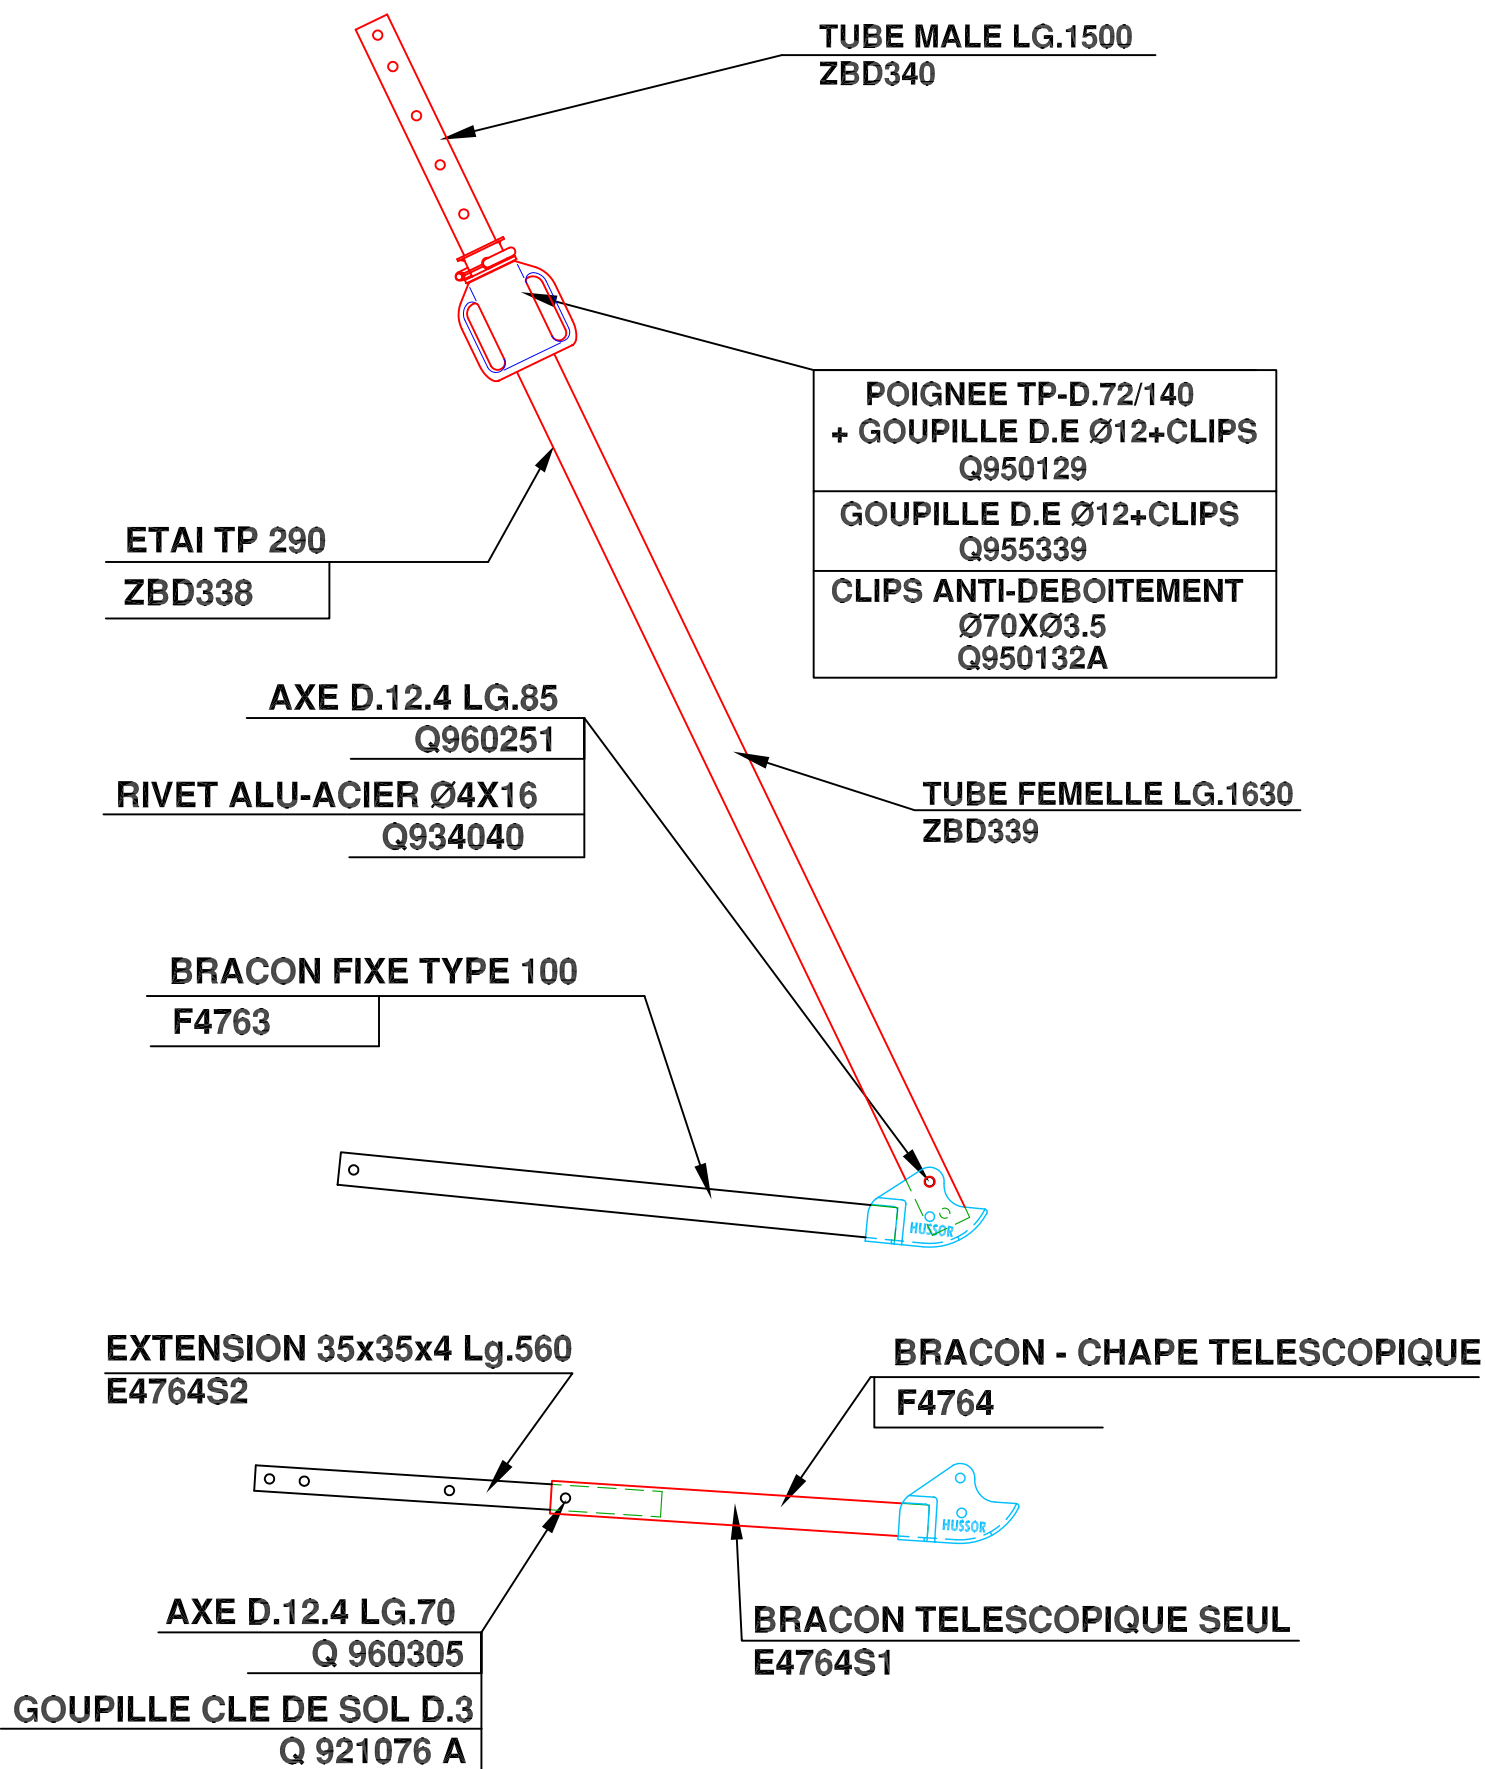 TUBE MALE LG.1500
ZBD340
POIGNEE TP-D.72/140
+ GOUPILLE D.E Ø12+CLIPS
Q950129
GOUPILLE D.E Ø12+CLIPS
Q955339
CLIPS ANTI-DEBOITEMENT
Ø70XØ3.5
Q950132A
ETAI TP 290
ZBD338
AXE D.12.4 LG.85
Q960251
RIVET ALU-ACIER Ø4X16
Q934040
TUBE FEMELLE LG.1630
ZBD339
BRACON FIXE TYPE 100
F4763
HUSSOR
EXTENSION 35x35x4 Lg.560
E4764S2
BRACON - CHAPE TELESCOPIQUE
F4764
HUSSOR
AXE D.12.4 LG.70
Q 960305
GOUPILLE CLE DE SOL D.3
Q 921076 A
BRACON TELESCOPIQUE SEUL
E4764S1